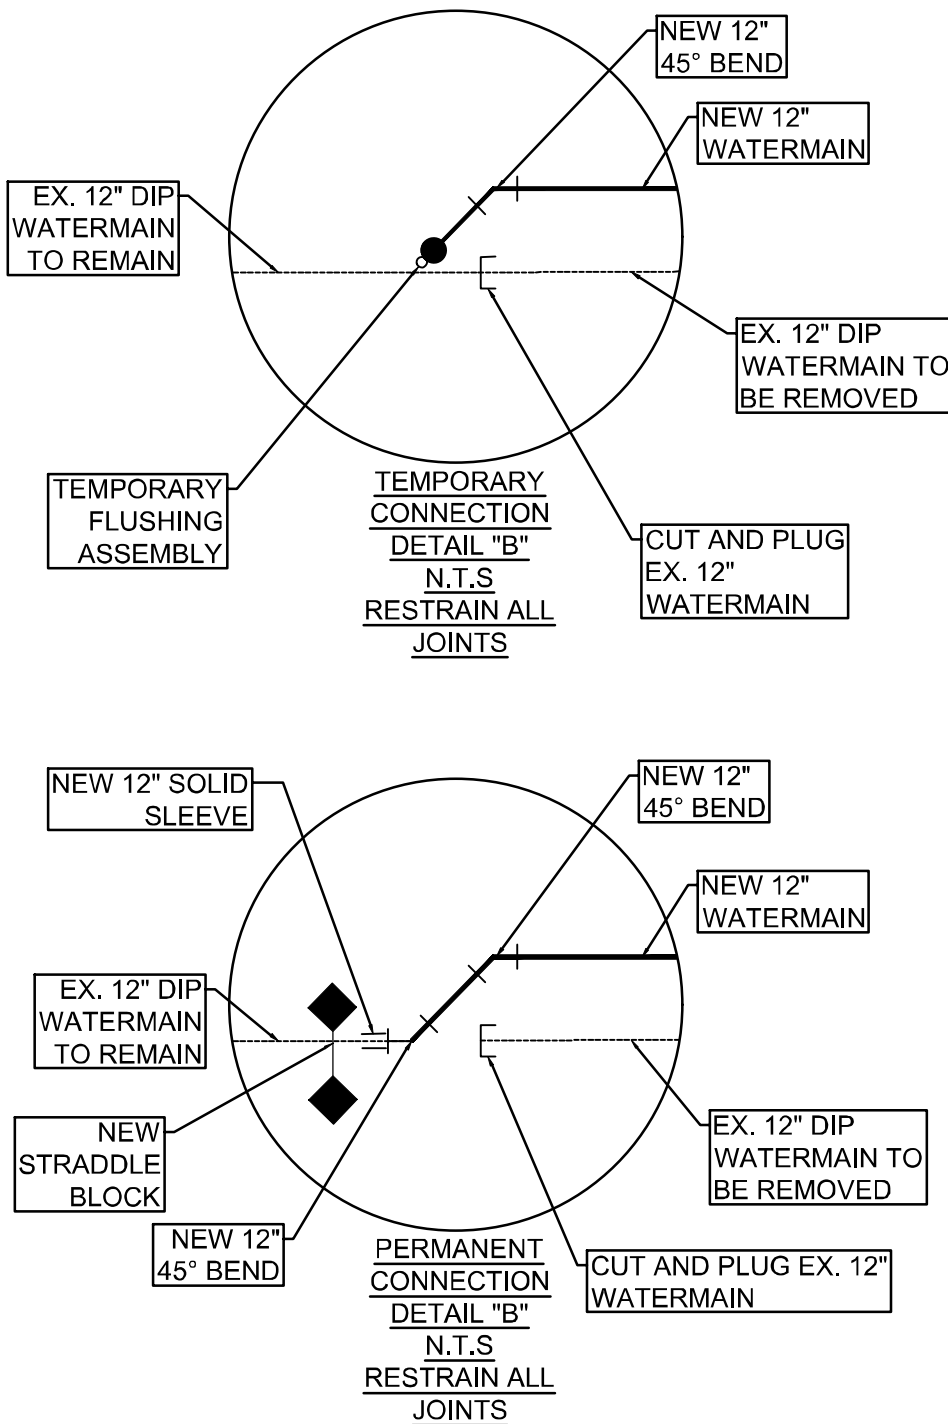 NEW 12"
45° BEND
NEW 12"
WATERMAIN
EX. 12" DIP
WATERMAIN
TO REMAIN
EX. 12" DIP
WATERMAIN TO
BE REMOVED
TEMPORARY
FLUSHING
ASSEMBLY
TEMPORARY
CONNECTION
DETAIL "B"
N.T.S
RESTRAIN ALL
JOINTS
CUT AND PLUG
EX. 12"
WATERMAIN
NEW 12" SOLID
SLEEVE
NEW 12"
45° BEND
NEW 12"
WATERMAIN
EX. 12" DIP
WATERMAIN
TO REMAIN
NEW
STRADDLE
BLOCK
EX. 12" DIP
WATERMAIN TO
BE REMOVED
NEW 12"
45° BEND
PERMANENT
CONNECTION
DETAIL "B"
N.T.S
RESTRAIN ALL
JOINTS
CUT AND PLUG EX. 12"
WATERMAIN